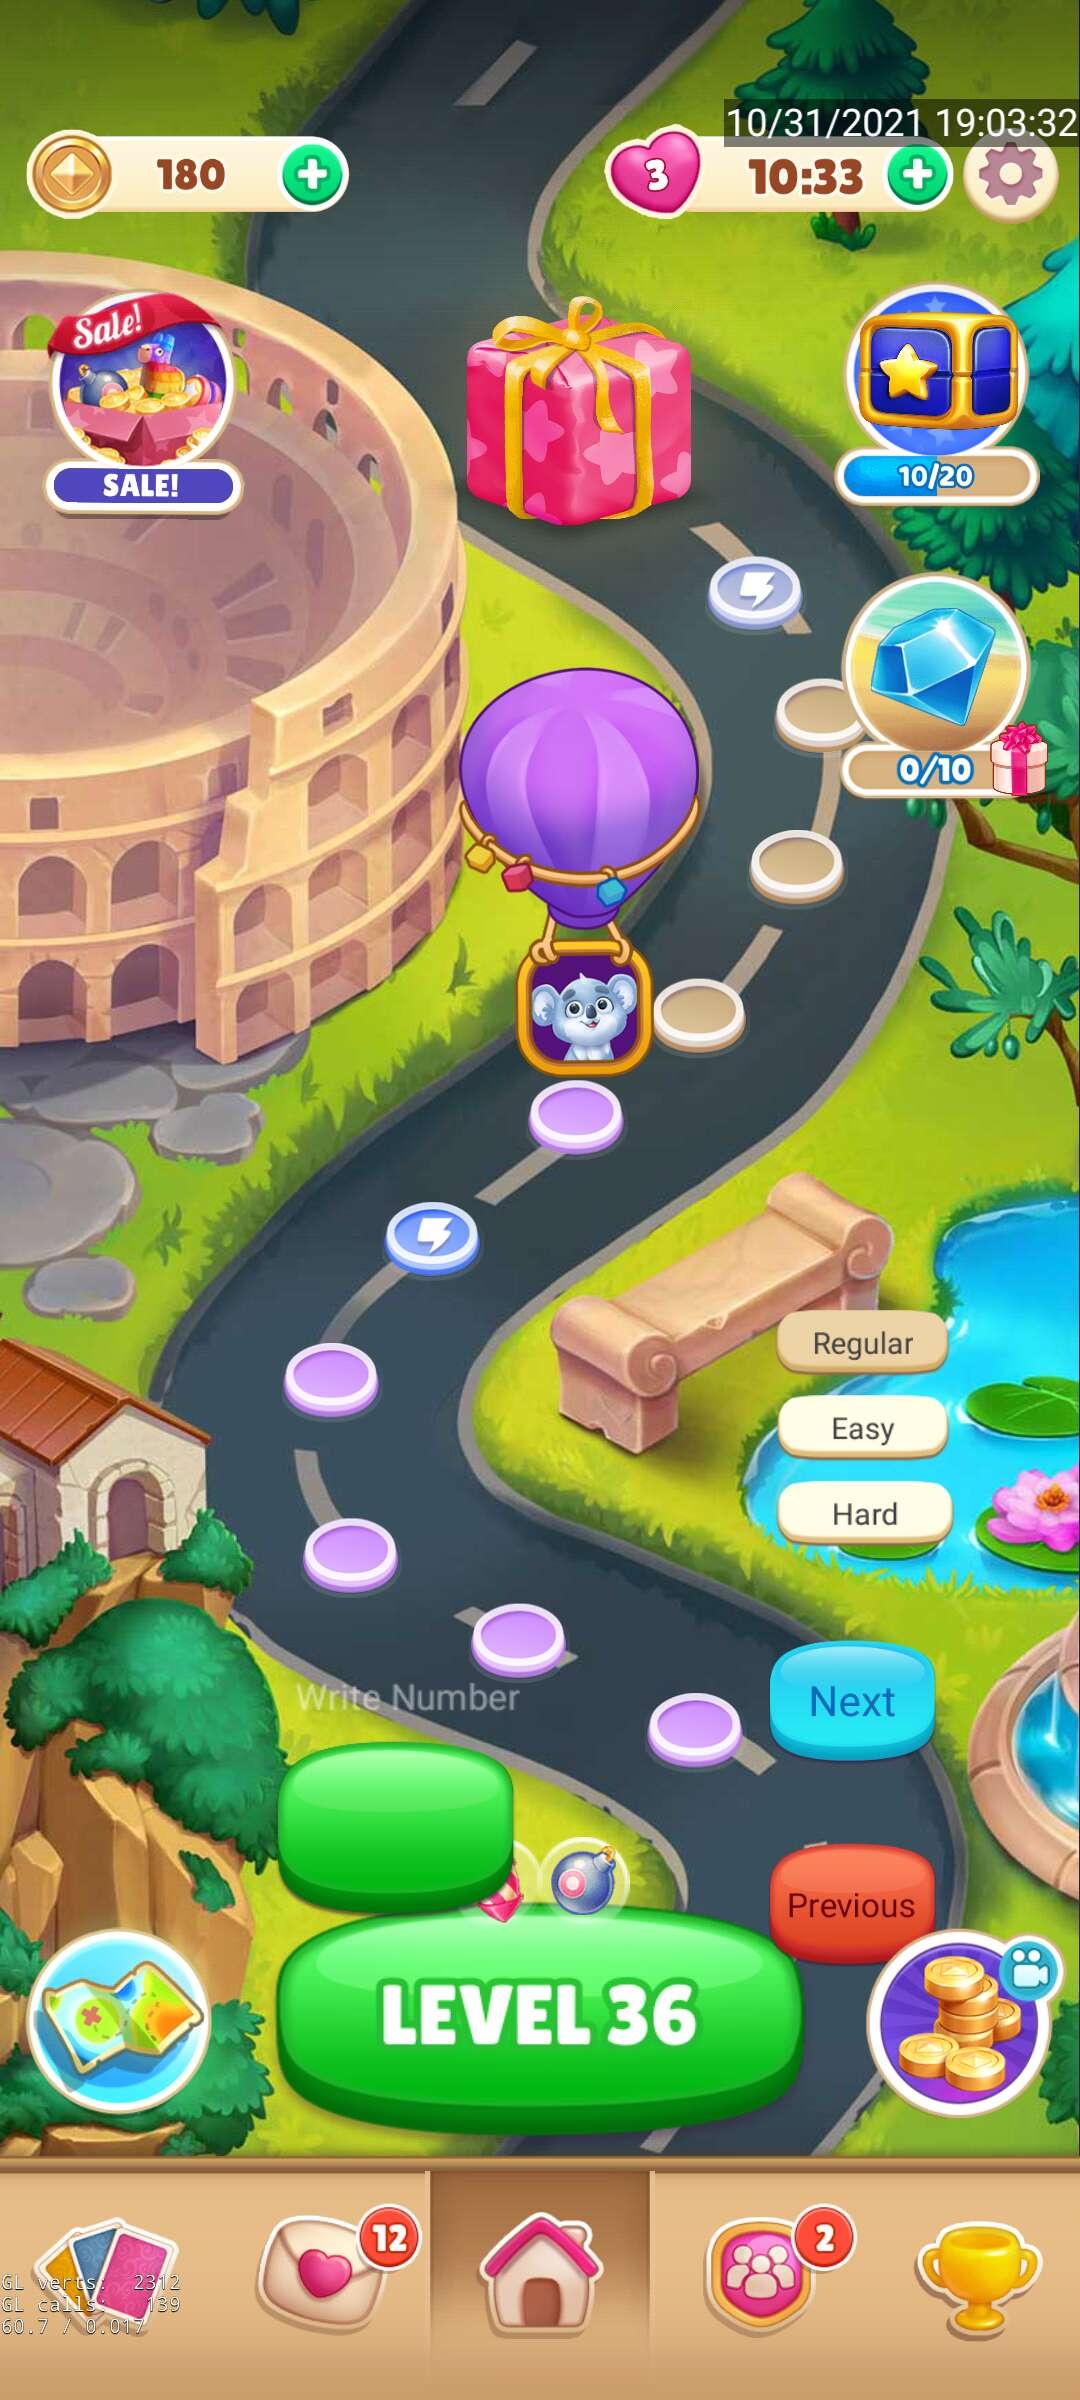 10/31/2021 19:03:32
180
3
10:33
Sale!
SALE!
10/20
0/10
Regular
Easy
Hard
Write Number
Next
Previous
LEVEL 36
12
2
GL verts: 2312
GL calls: 139
60.7 / 0.017